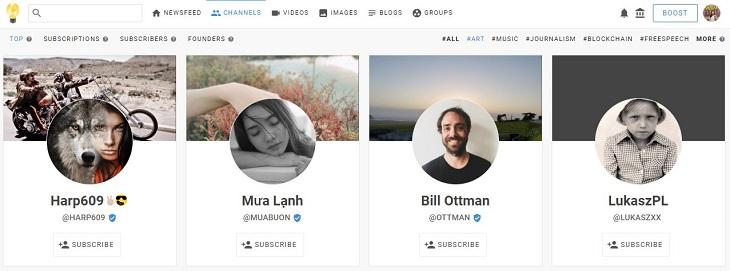 NEWSFEED CHANNELS VIDEOS IMAGES BLOGS GROUPS BOOST
TOP SUBSCRIPTIONS SUBSCRIBERS FOUNDERS #ALL #ART #MUSIC #JOURNALISM #BLOCKCHAIN #FREESPEECH MORE
Harp609✌🏻😎 Mưa Lạnh Bill Ottman LukaszPL
@HARP609 @MUABUON @OTTMAN @LUKASZXX
SUBSCRIBE SUBSCRIBE SUBSCRIBE SUBSCRIBE